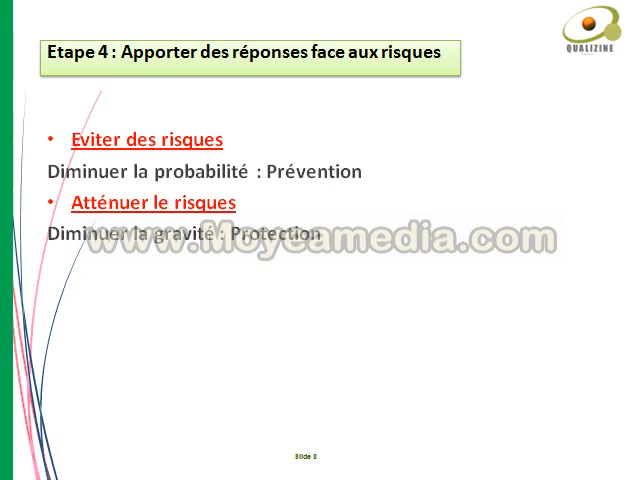 Etape 4 : Apporter des réponses face aux risques
QUALIZINE
• Eviter des risques
Diminuer la probabilité : Prévention
• Atténuer le risques
Diminuer la gravité : Protection
www.Moyeamedia.com
Slide 8